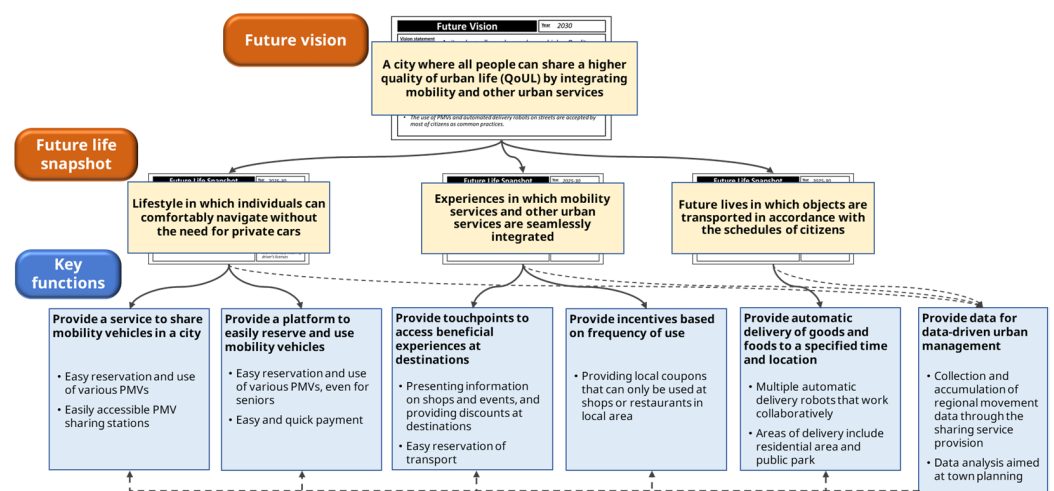 Future vision
Future Vision
Year 2030
Vision statement
A city where all people can share a higher
quality of urban life (QoUL) by integrating
mobility and other urban services
• The use of PMVs and automated delivery robots on streets are accepted by
most of citizens as common practices.
Future life
snapshot
Future Life Snapshot
Future Life Snapshot
Future Life Snapshot
Lifestyle in which individuals can
comfortably navigate without
the need for private cars
Experiences in which mobility
services and other urban
services are seamlessly
integrated
Future lives in which objects are
transported in accordance with
the schedules of citizens
Key
functions
Provide a service to share
mobility vehicles in a city
• Easy reservation and use
of various PMVs
• Easily accessible PMV
sharing stations
Provide a platform to
easily reserve and use
mobility vehicles
• Easy reservation and use
of various PMVs, even for
seniors
• Easy and quick payment
Provide touchpoints to
access beneficial
experiences at
destinations
• Presenting information
on shops and events, and
providing discounts at
destinations
• Easy reservation of
transport
Provide incentives based
on frequency of use
• Providing local coupons
that can only be used at
shops or restaurants in
local area
Provide automatic
delivery of goods and
foods to a specified time
and location
• Multiple automatic
delivery robots that work
collaboratively
• Areas of delivery include
residential area and
public park
Provide data for
data-driven urban
management
• Collection and
accumulation of
regional movement
data through the
sharing service
provision
• Data analysis aimed
at town planning